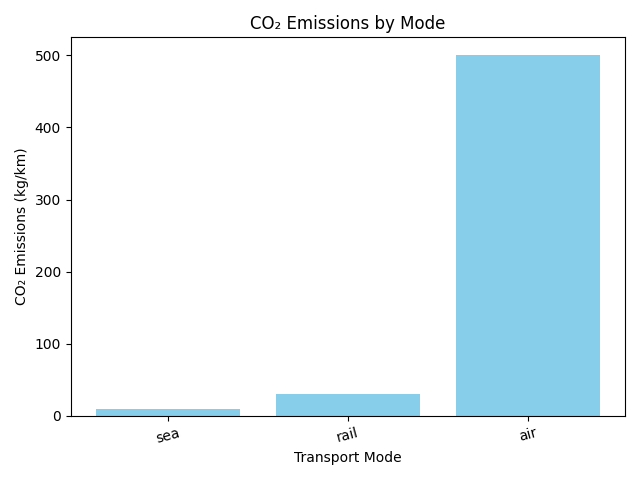 CO₂ Emissions by Mode
CO₂ Emissions (kg/km)
500
400
300
200
100
0
sea
rail
air
Transport Mode